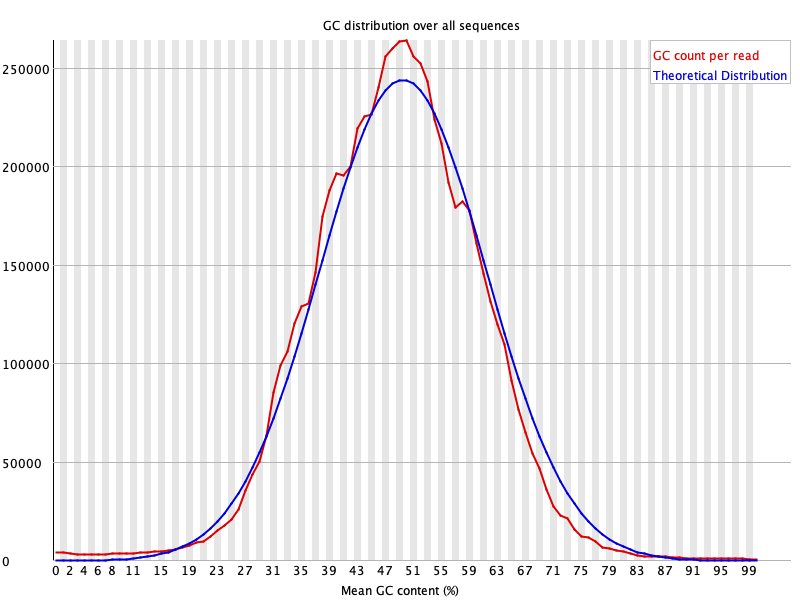 GC distribution over all sequences
GC count per read
Theoretical Distribution
250000
200000
150000
100000
50000
0
0 2 4 6 8 11 15 19 23 27 31 35 39 43 47 51 55 59 63 67 71 75 79 83 87 91 95 99
Mean GC content (%)